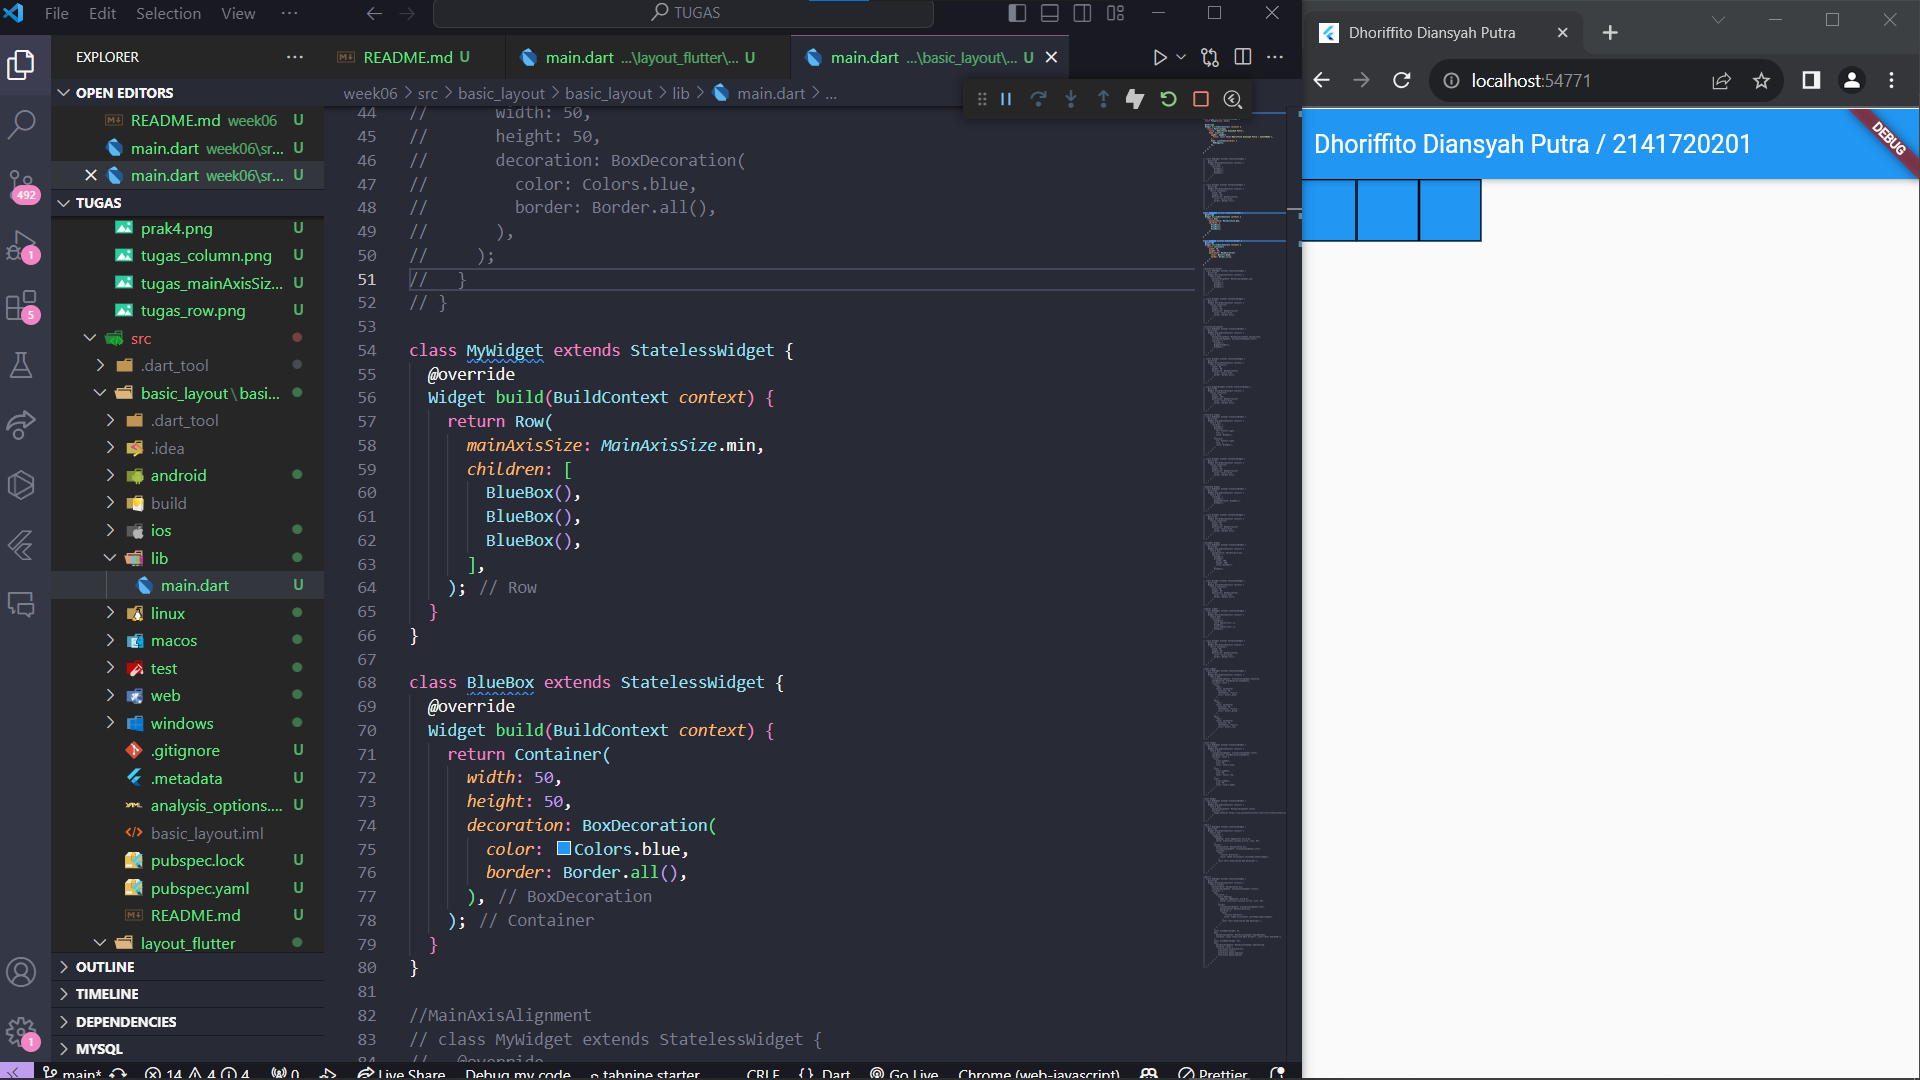 File Edit Selection View ··· TUGAS
EXPLORER
OPEN EDITORS
README.md week06 U
main.dart week06\sr... U
main.dart week06\sr... U
TUGAS
prak4.png U
tugas_column.png U
tugas_mainAxisSiz... U
tugas_row.png U
src
.dart_tool
basic_layout\basi...
.dart_tool
.idea
android
build
ios
lib
main.dart U
linux
macos
test
web
windows
.gitignore U
.metadata U
analysis_options.... U
basic_layout.iml
pubspec.lock U
pubspec.yaml U
README.md U
layout_flutter
OUTLINE
TIMELINE
DEPENDENCIES
MYSQL
492
1
5
1
README.md U main.dart ...\layout_flutter\... U main.dart ...\basic_layout\... U
week06 > src > basic_layout > basic_layout > lib > main.dart > ...
44 // width: 50,
45 // height: 50,
46 // decoration: BoxDecoration(
47 // color: Colors.blue,
48 // border: Border.all(),
49 // ),
50 // );
51 // }
52 // }
53
54 class MyWidget extends StatelessWidget {
55 @override
56 Widget build(BuildContext context) {
57 return Row(
58 mainAxisSize: MainAxisSize.min,
59 children: [
60 BlueBox(),
61 BlueBox(),
62 BlueBox(),
63 ],
64 ); // Row
65 }
66 }
67
68 class BlueBox extends StatelessWidget {
69 @override
70 Widget build(BuildContext context) {
71 return Container(
72 width: 50,
73 height: 50,
74 decoration: BoxDecoration(
75 color: Colors.blue,
76 border: Border.all(),
77 ), // BoxDecoration
78 ); // Container
79 }
80 }
81
82 //MainAxisAlignment
83 // class MyWidget extends StatelessWidget {
84 // @override
main* 14 4 4 0 Live Share Debug my code tabnine starter CRLF {} Dart Go Live Chrome (web-javascript) Prettier
Dhoriffito Diansyah Putra
localhost:54771
Dhoriffito Diansyah Putra / 2141720201
DEBUG